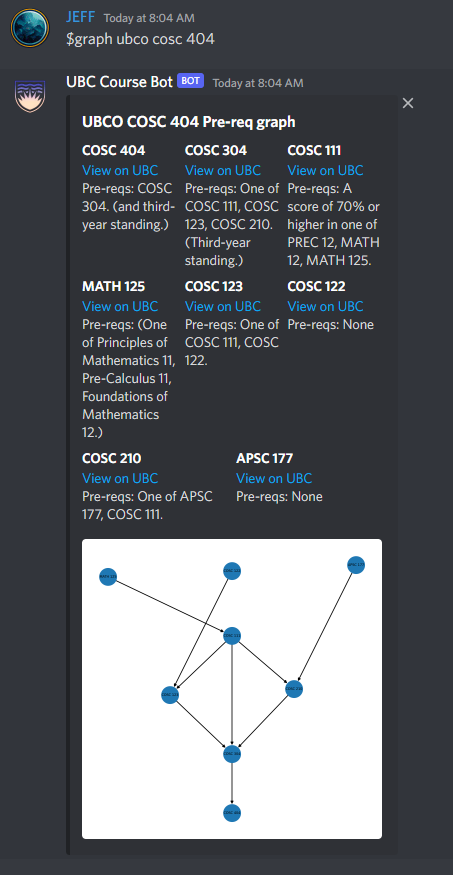 JEFF Today at 8:04 AM
$graph ubco cosc 404
UBC Course Bot BOT Today at 8:04 AM
UBCO COSC 404 Pre-req graph
COSC 404
View on UBC
Pre-reqs: COSC
304. (and third-
year standing.)
COSC 304
View on UBC
Pre-reqs: One of
COSC 111, COSC
123, COSC 210.
(Third-year
standing.)
COSC 111
View on UBC
Pre-reqs: A
score of 70% or
higher in one of
PREC 12, MATH
12, MATH 125.
MATH 125
View on UBC
Pre-reqs: (One
of Principles of
Mathematics 11,
Pre-Calculus 11,
Foundations of
Mathematics
12.)
COSC 123
View on UBC
Pre-reqs: One of
COSC 111, COSC
122.
COSC 122
View on UBC
Pre-reqs: None
COSC 210
View on UBC
Pre-reqs: One of APSC
177, COSC 111.
APSC 177
View on UBC
Pre-reqs: None